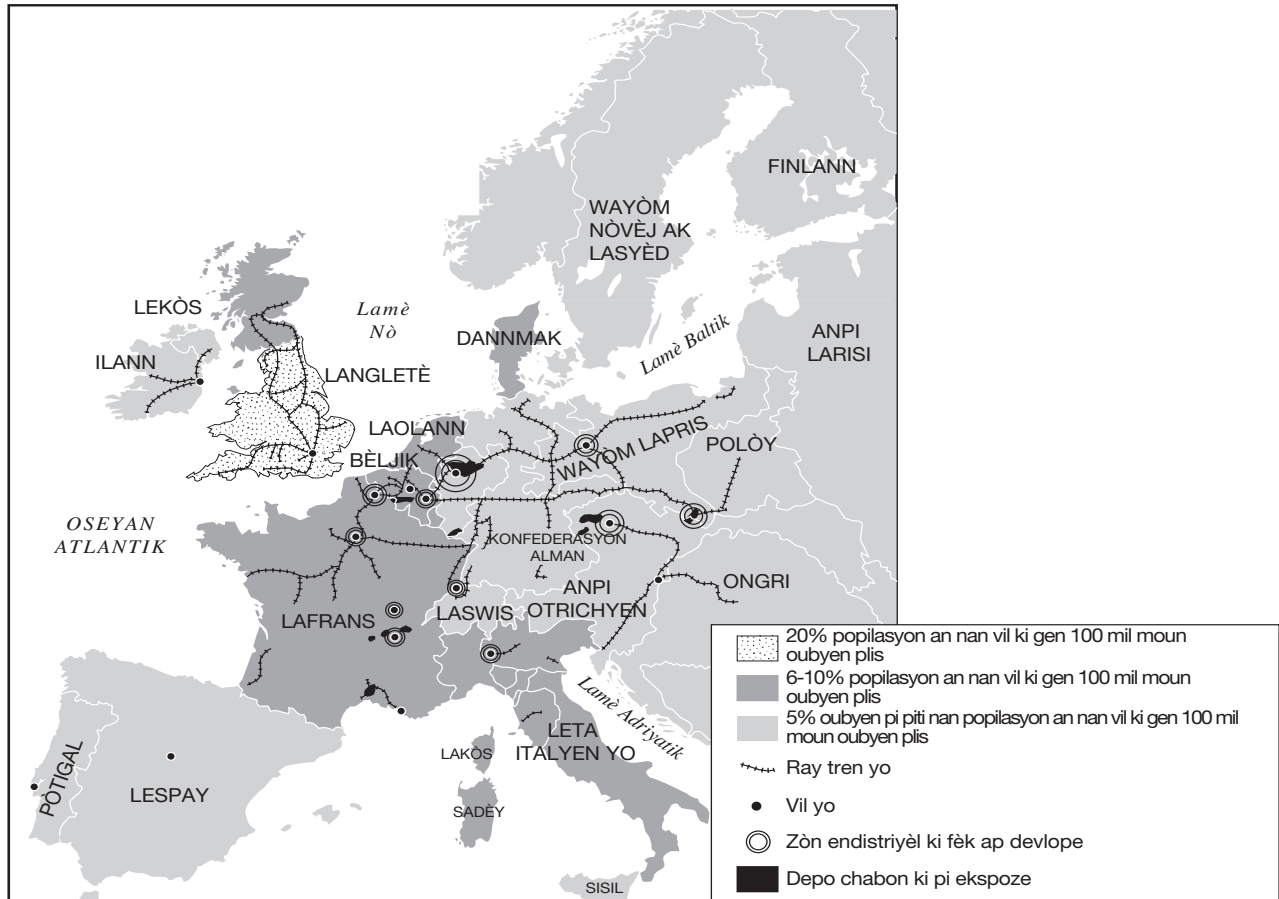 FINLANN
WAYÒM
NÒVÈJ AK
LASYÈD
LEKÒS
Lamè
Nò
DANNMAK
Lamè Baltik
ANPI
LARISI
ILANN
LANGLETÈ
LAOLANN
BÈLJIK
WAYÒM LAPRIS
POLÒY
OSEYAN
ATLANTIK
KONFEDERASYON
ALMAN
ANPI
OTRICHYEN
ONGRI
LAFRANS
LASWIS
Lamè Adriyatik
LETA
ITALYEN YO
LAKÒS
SADÈY
PÒTIGAL
LESPAY
SISIL
20% popilasyon an nan vil ki gen 100 mil moun
oubyen plis
6-10% popilasyon an nan vil ki gen 100 mil moun
oubyen plis
5% oubyen pi piti nan popilasyon an nan vil ki gen 100 mil
moun oubyen plis
Ray tren yo
Vil yo
Zòn endistriyèl ki fèk ap devlope
Depo chabon ki pi ekspoze